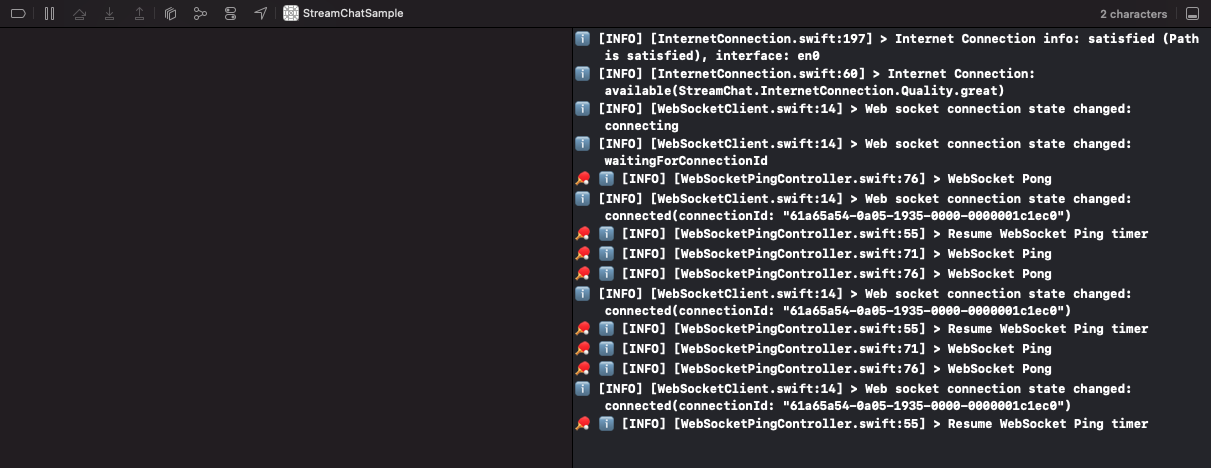 StreamChatSample
2 characters
[INFO] [InternetConnection.swift:197] > Internet Connection info: satisfied (Path
is satisfied), interface: en0
[INFO] [InternetConnection.swift:60] > Internet Connection:
available(StreamChat.InternetConnection.Quality.great)
[INFO] [WebSocketClient.swift:14] > Web socket connection state changed:
connecting
[INFO] [WebSocketClient.swift:14] > Web socket connection state changed:
waitingForConnectionId
[INFO] [WebSocketPingController.swift:76] > WebSocket Pong
[INFO] [WebSocketClient.swift:14] > Web socket connection state changed:
connected(connectionId: "61a65a54-0a05-1935-0000-0000001c1ec0")
[INFO] [WebSocketPingController.swift:55] > Resume WebSocket Ping timer
[INFO] [WebSocketPingController.swift:71] > WebSocket Ping
[INFO] [WebSocketPingController.swift:76] > WebSocket Pong
[INFO] [WebSocketClient.swift:14] > Web socket connection state changed:
connected(connectionId: "61a65a54-0a05-1935-0000-0000001c1ec0")
[INFO] [WebSocketPingController.swift:55] > Resume WebSocket Ping timer
[INFO] [WebSocketPingController.swift:71] > WebSocket Ping
[INFO] [WebSocketPingController.swift:76] > WebSocket Pong
[INFO] [WebSocketClient.swift:14] > Web socket connection state changed:
connected(connectionId: "61a65a54-0a05-1935-0000-0000001c1ec0")
[INFO] [WebSocketPingController.swift:55] > Resume WebSocket Ping timer